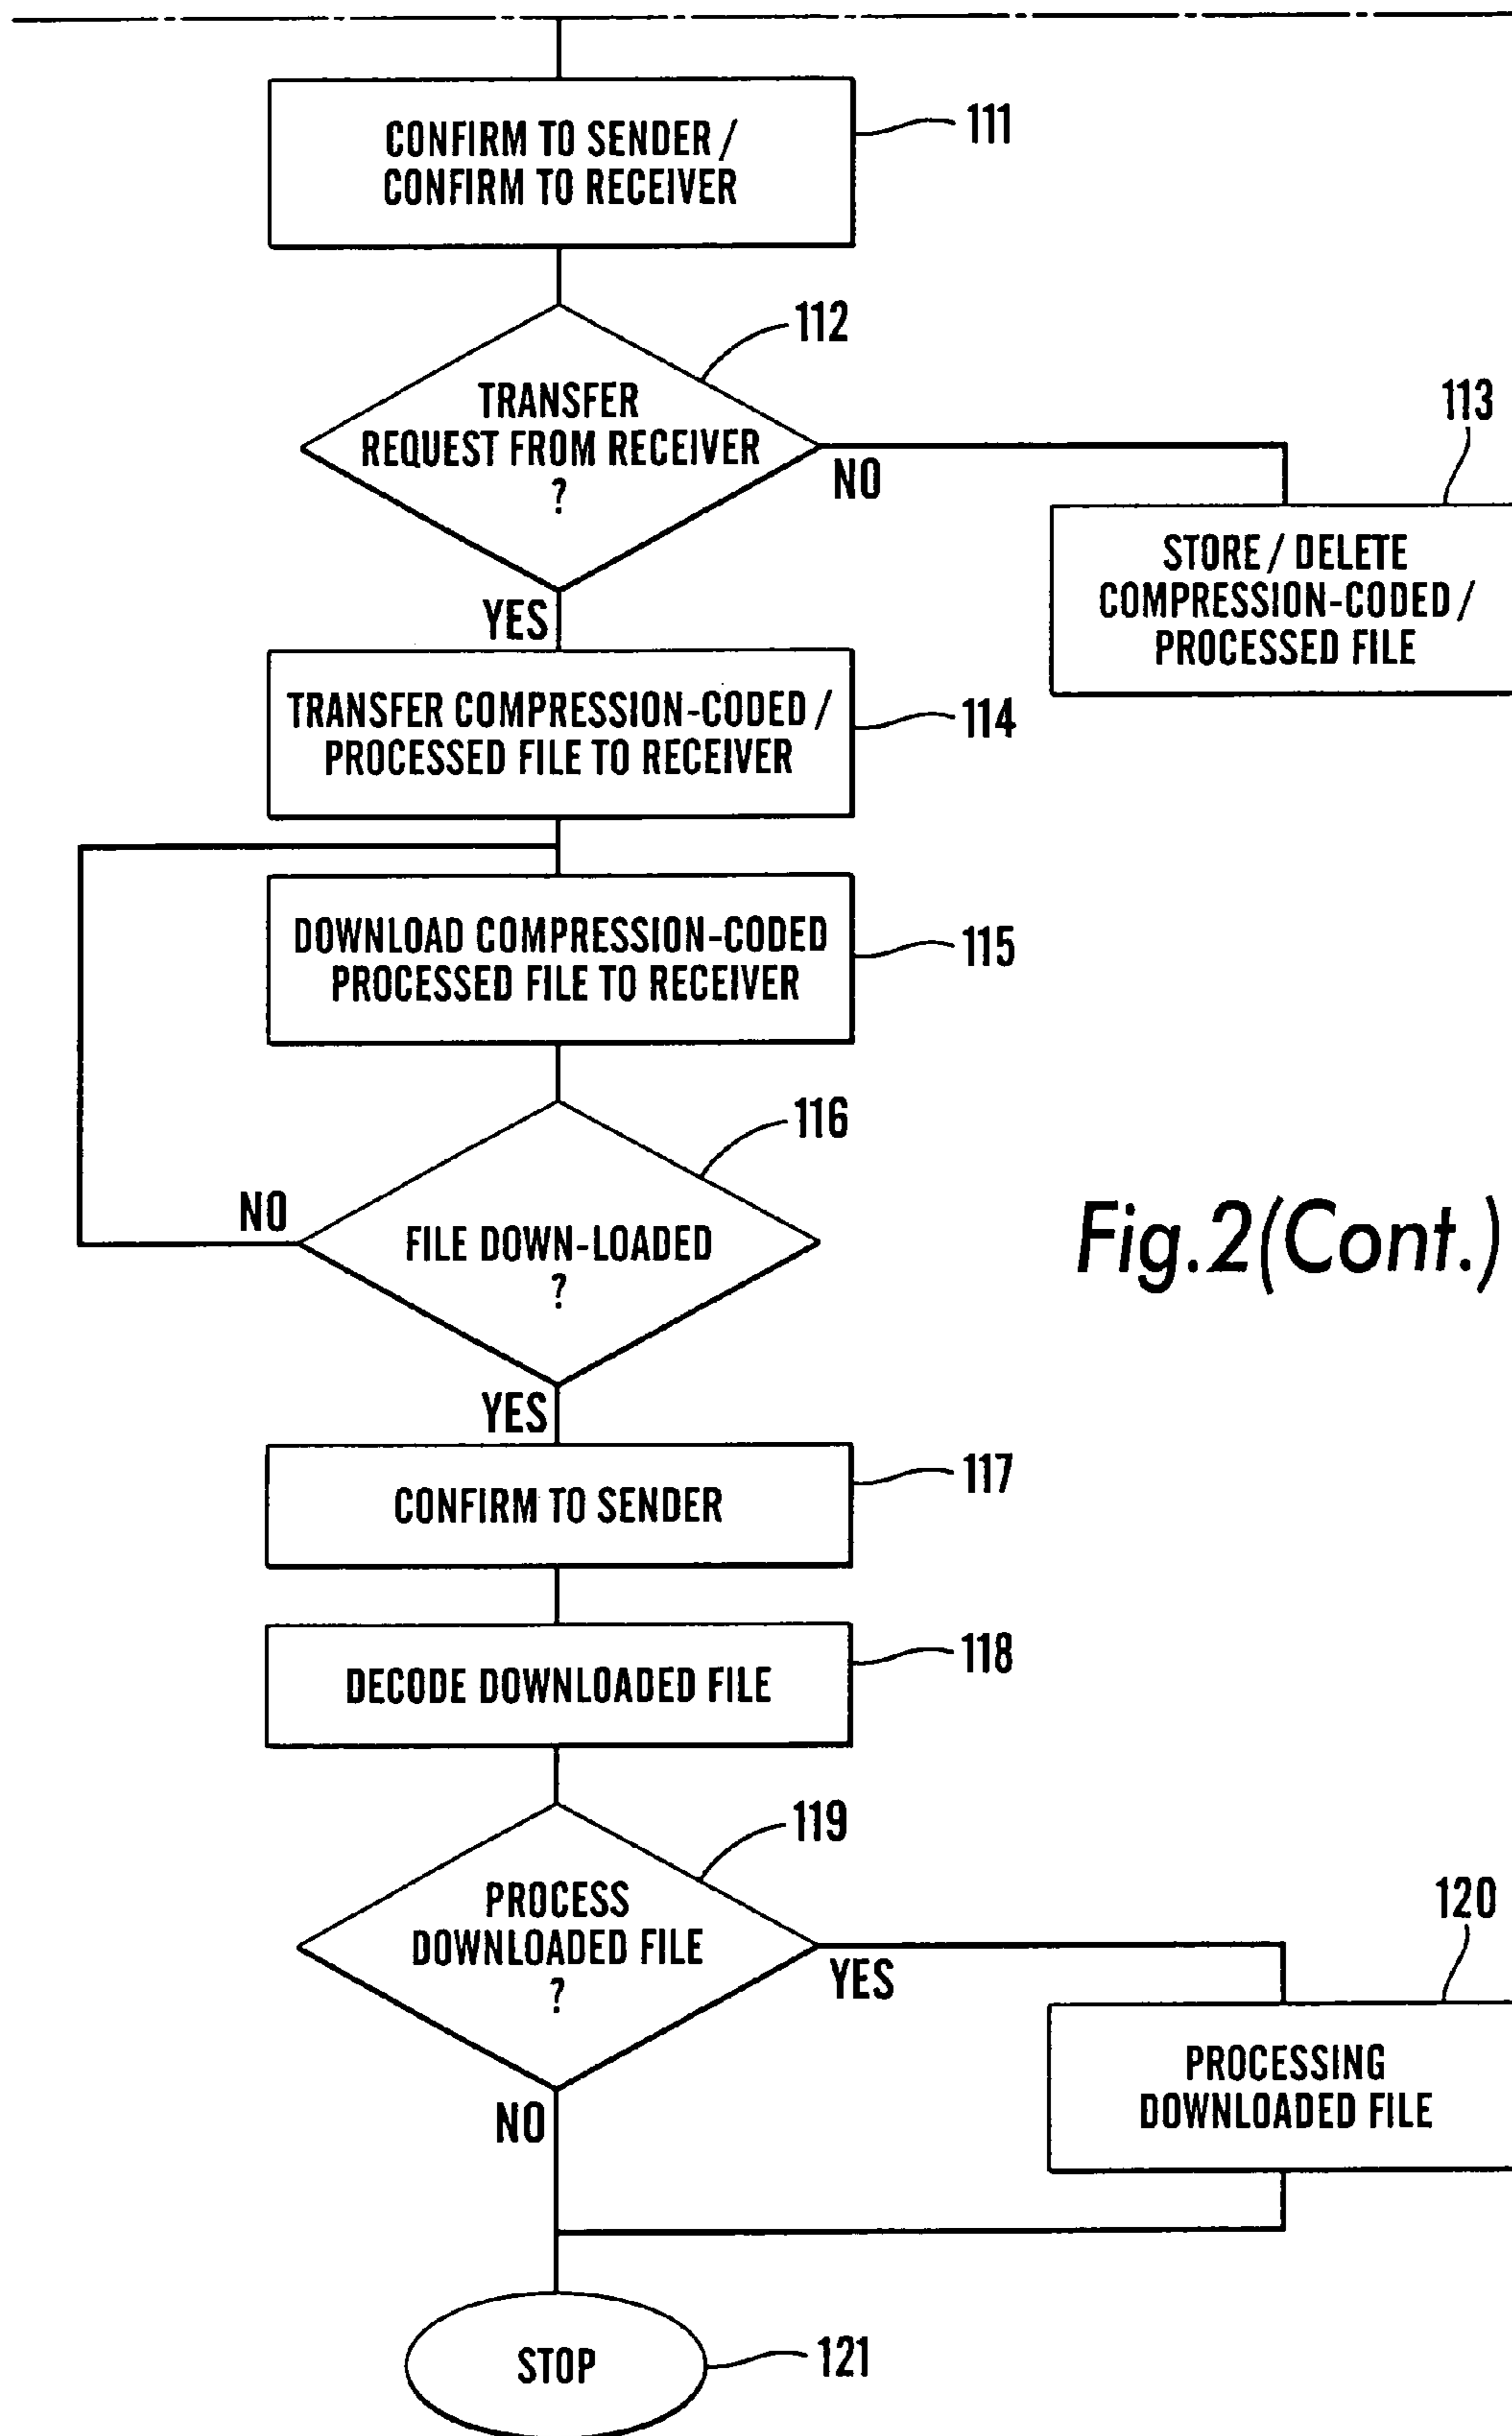 CONFIRM TO SENDER /
CONFIRM TO RECEIVER
111
TRANSFER
REQUEST FROM RECEIVER
?
112
NO
113
STORE / DELETE
COMPRESSION-CODED /
PROCESSED FILE
YES
TRANSFER COMPRESSION-CODED /
PROCESSED FILE TO RECEIVER
114
DOWNLOAD COMPRESSION-CODED
PROCESSED FILE TO RECEIVER
115
116
NO
FILE DOWN-LOADED
?
Fig.2(Cont.)
YES
CONFIRM TO SENDER
117
DECODE DOWNLOADED FILE
118
119
PROCESS
DOWNLOADED FILE
?
YES
120
PROCESSING
DOWNLOADED FILE
NO
STOP
121